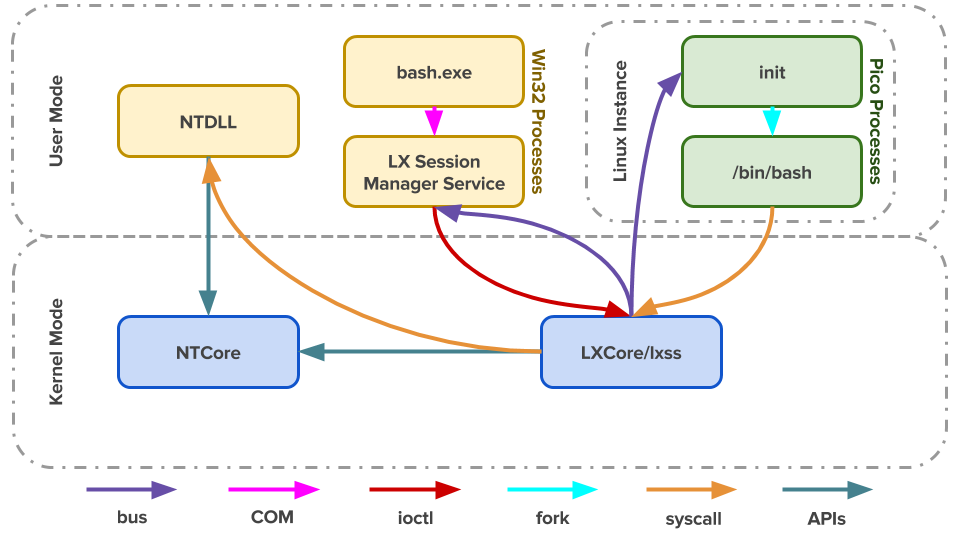 User Mode
NTDLL
bash.exe
LX Session
Manager Service
Win32 Processes
Linux Instance
init
/bin/bash
Pico Processes
Kernel Mode
NTCore
LXCore/lxss
bus
COM
ioctl
fork
syscall
APIs